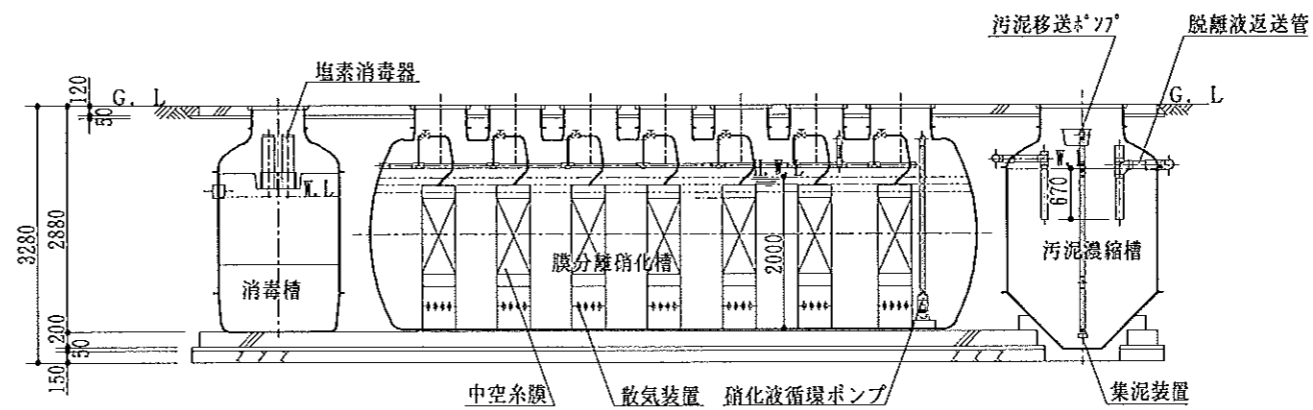 汚泥移送ポンプ
脱離液返送管
塩素消毒器
120
G. L
G. L
50
H.W.L
W.L
W.
670
3280
2880
2000
膜分離硝化槽
汚泥濃縮槽
消毒槽
200
50
150
中空糸膜
散気装置
硝化液循環ポンプ
集泥装置